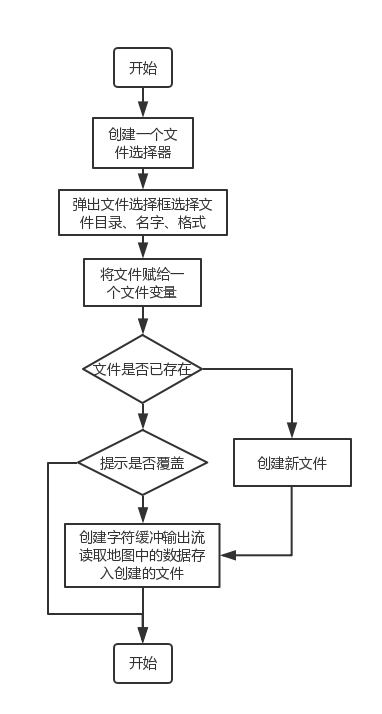 开始
创建一个文
件选择器
弹出文件选择框选择文
件目录、名字、格式
将文件赋给一
个文件变量
文件是否已存在
提示是否覆盖
创建新文件
创建字符缓冲输出流
读取地图中的数据存
入创建的文件
开始